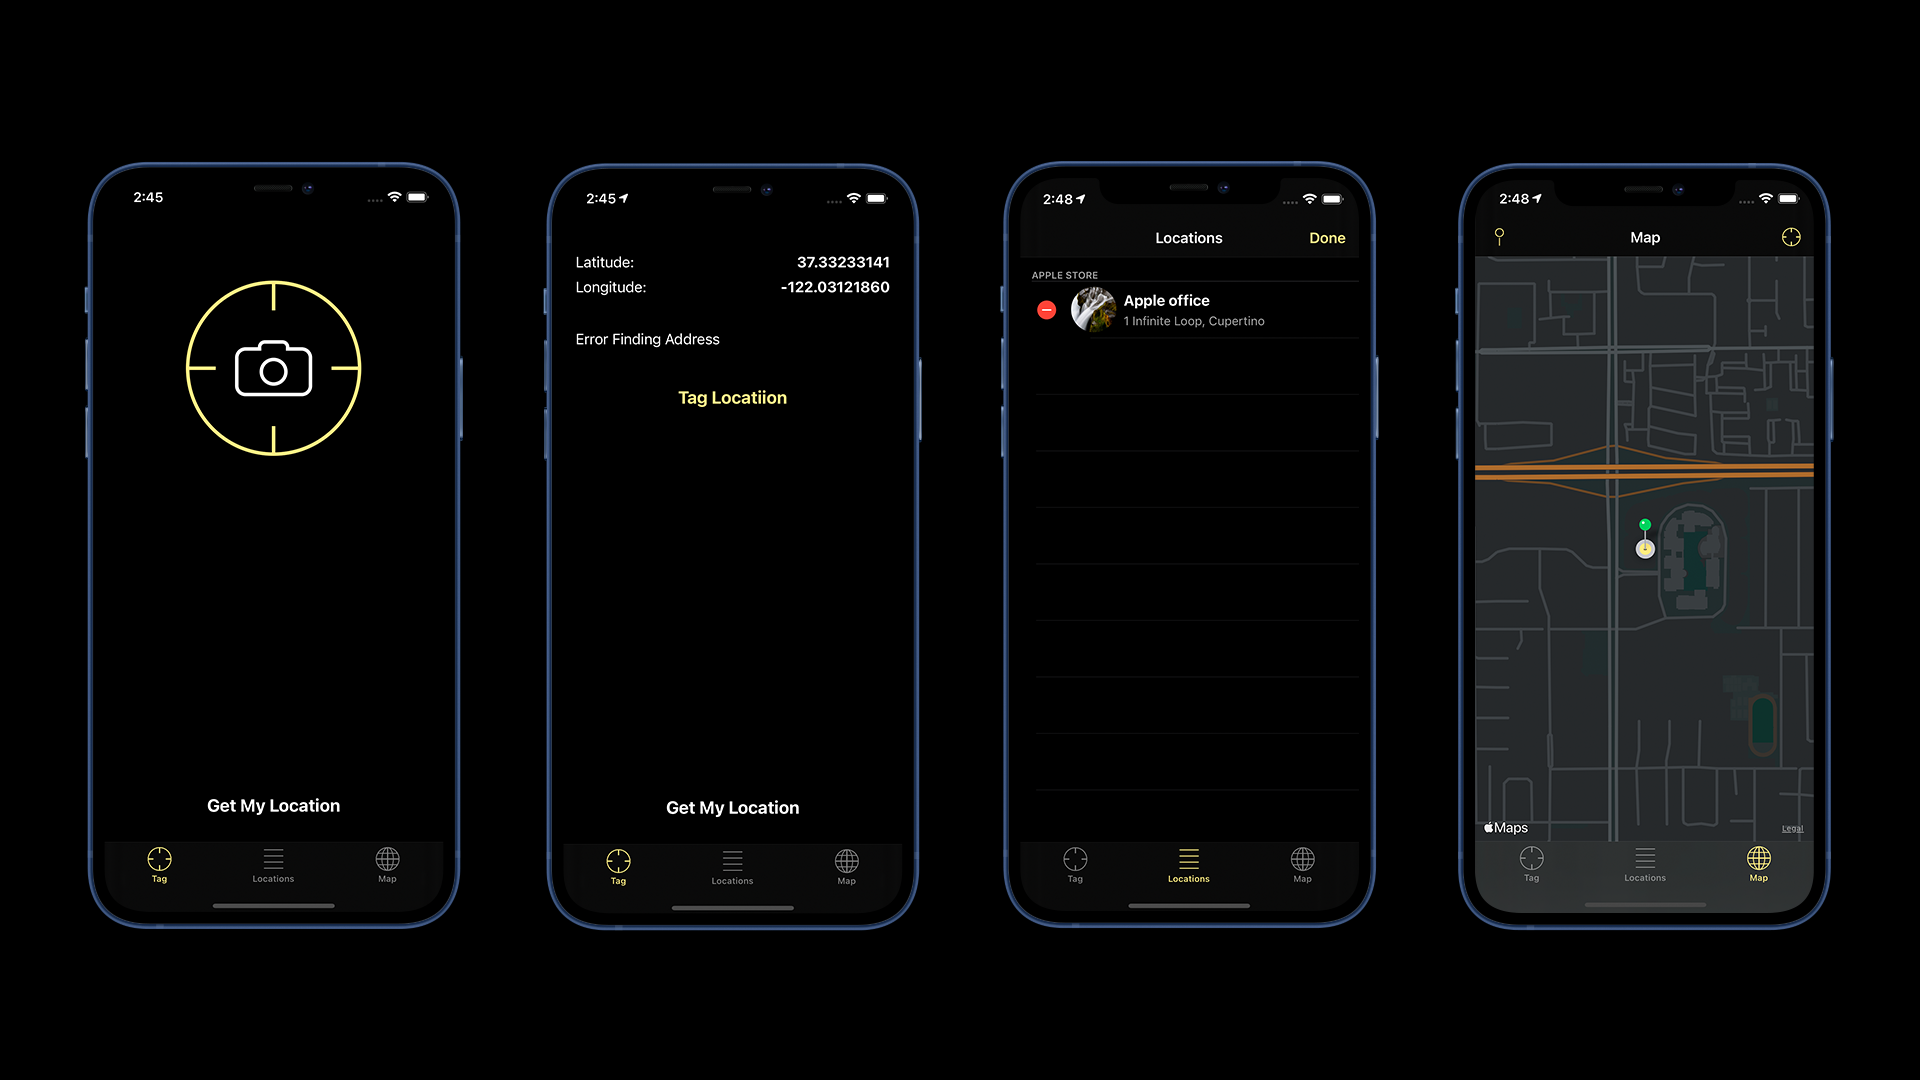 2:45
Get My Location
Tag Locations Map
2:45
Latitude: 37.33233141
Longitude: -122.03121860
Error Finding Address
Tag Locatiion
Get My Location
Tag Locations Map
2:48
Locations Done
APPLE STORE
Apple office
1 Infinite Loop, Cupertino
Tag Locations Map
2:48
Map
Maps Legal
Tag Locations Map